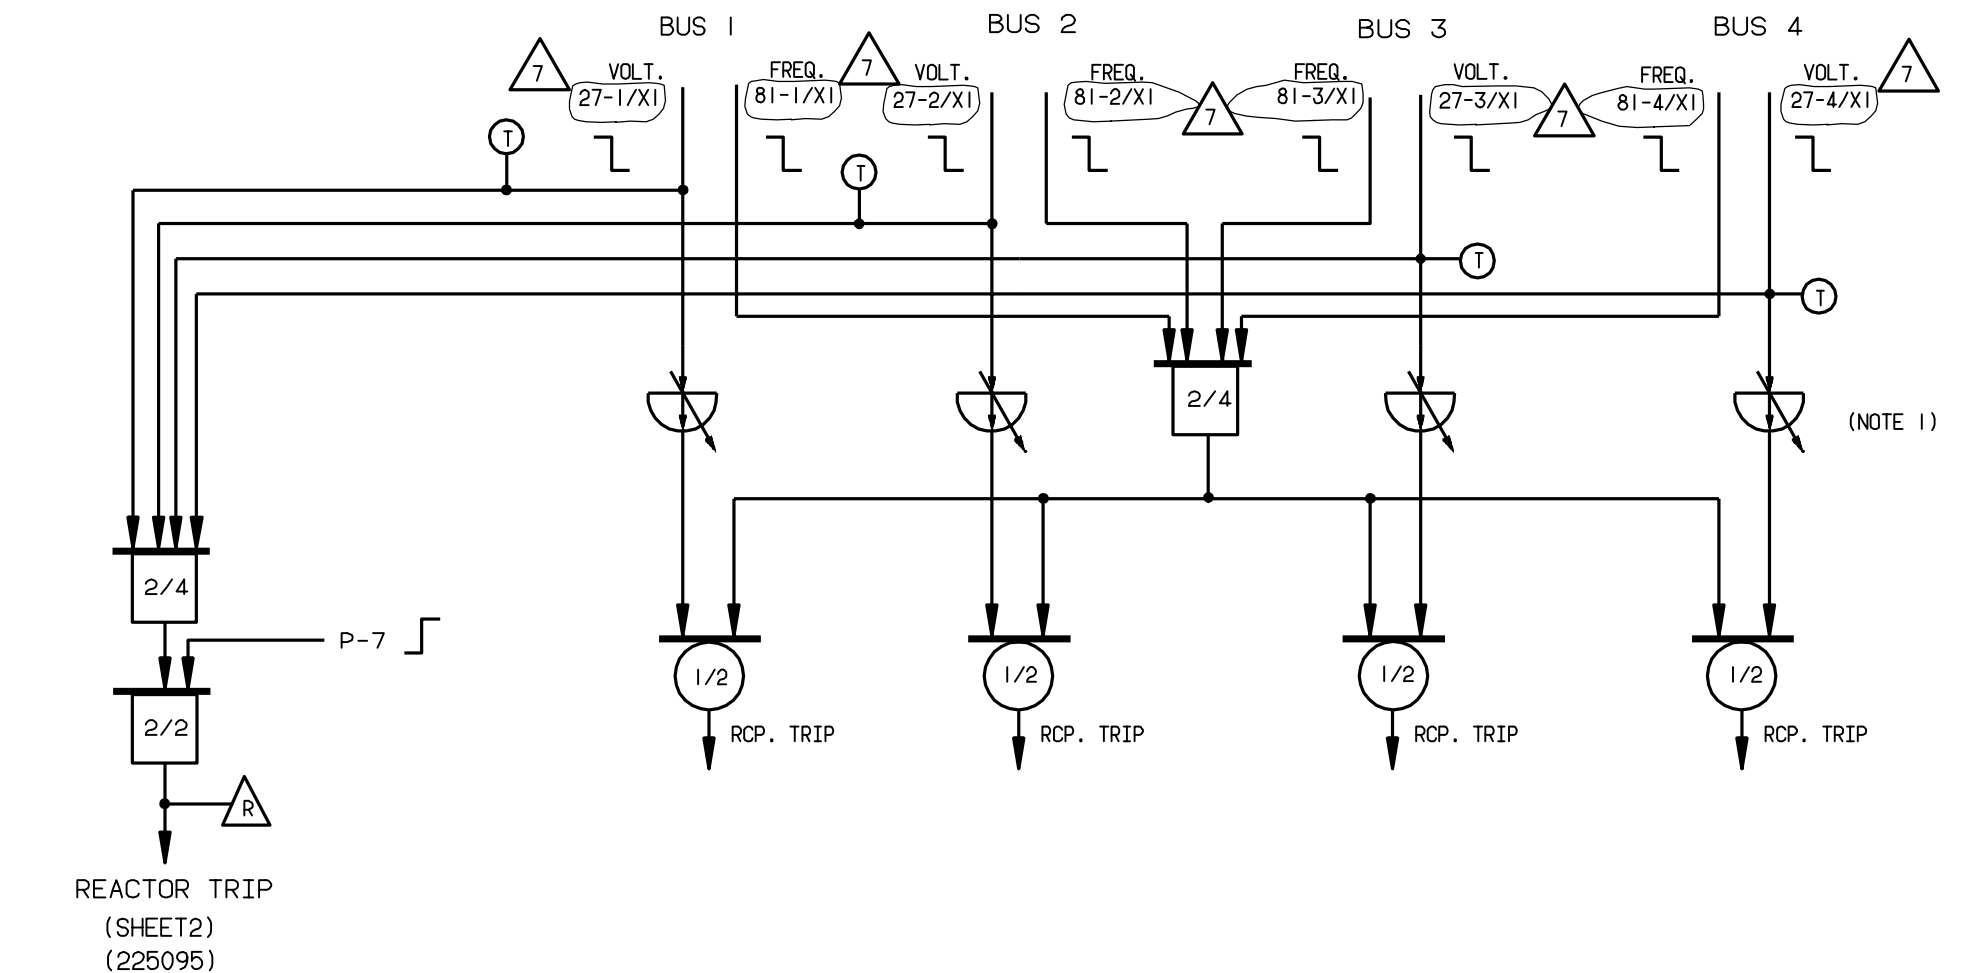 BUS 1
BUS 2
BUS 3
BUS 4
7
VOLT.
27-1/X1
FREQ.
81-1/X1
7
VOLT.
27-2/X1
FREQ.
81-2/X1
7
FREQ.
81-3/X1
VOLT.
27-3/X1
7
FREQ.
81-4/X1
VOLT.
27-4/X1
7
T
T
T
T
2/4
(NOTE 1)
2/4
P-7
2/2
1/2
1/2
1/2
1/2
RCP. TRIP
RCP. TRIP
RCP. TRIP
RCP. TRIP
R
REACTOR TRIP
(SHEET2)
(225095)